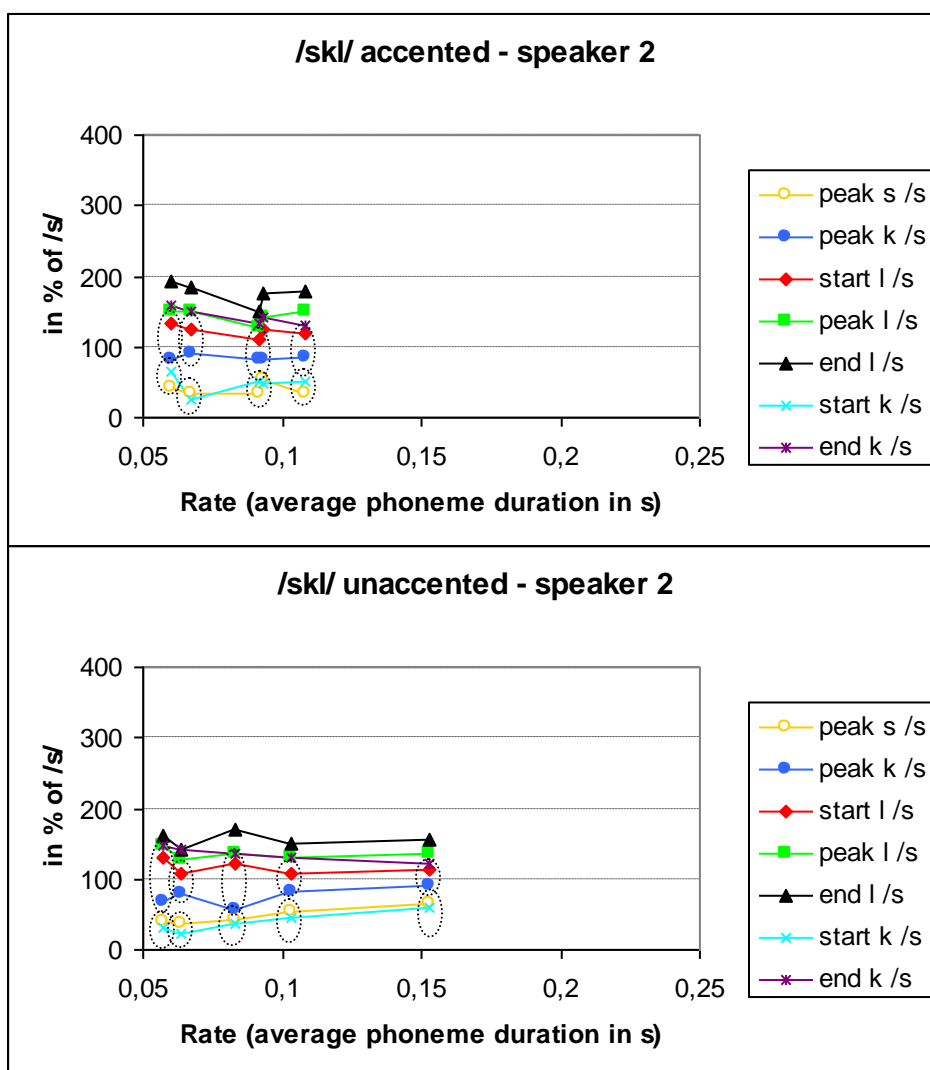 /skl/ accented - speaker 2
400
300
200
100
0
in % of /s/
0,05 0,1 0,15 0,2 0,25
Rate (average phoneme duration in s)
peak s /s
peak k /s
start l /s
peak l /s
end l /s
start k /s
end k /s
/skl/ unaccented - speaker 2
400
300
200
100
0
in % of /s/
0,05 0,1 0,15 0,2 0,25
Rate (average phoneme duration in s)
peak s /s
peak k /s
start l /s
peak l /s
end l /s
start k /s
end k /s